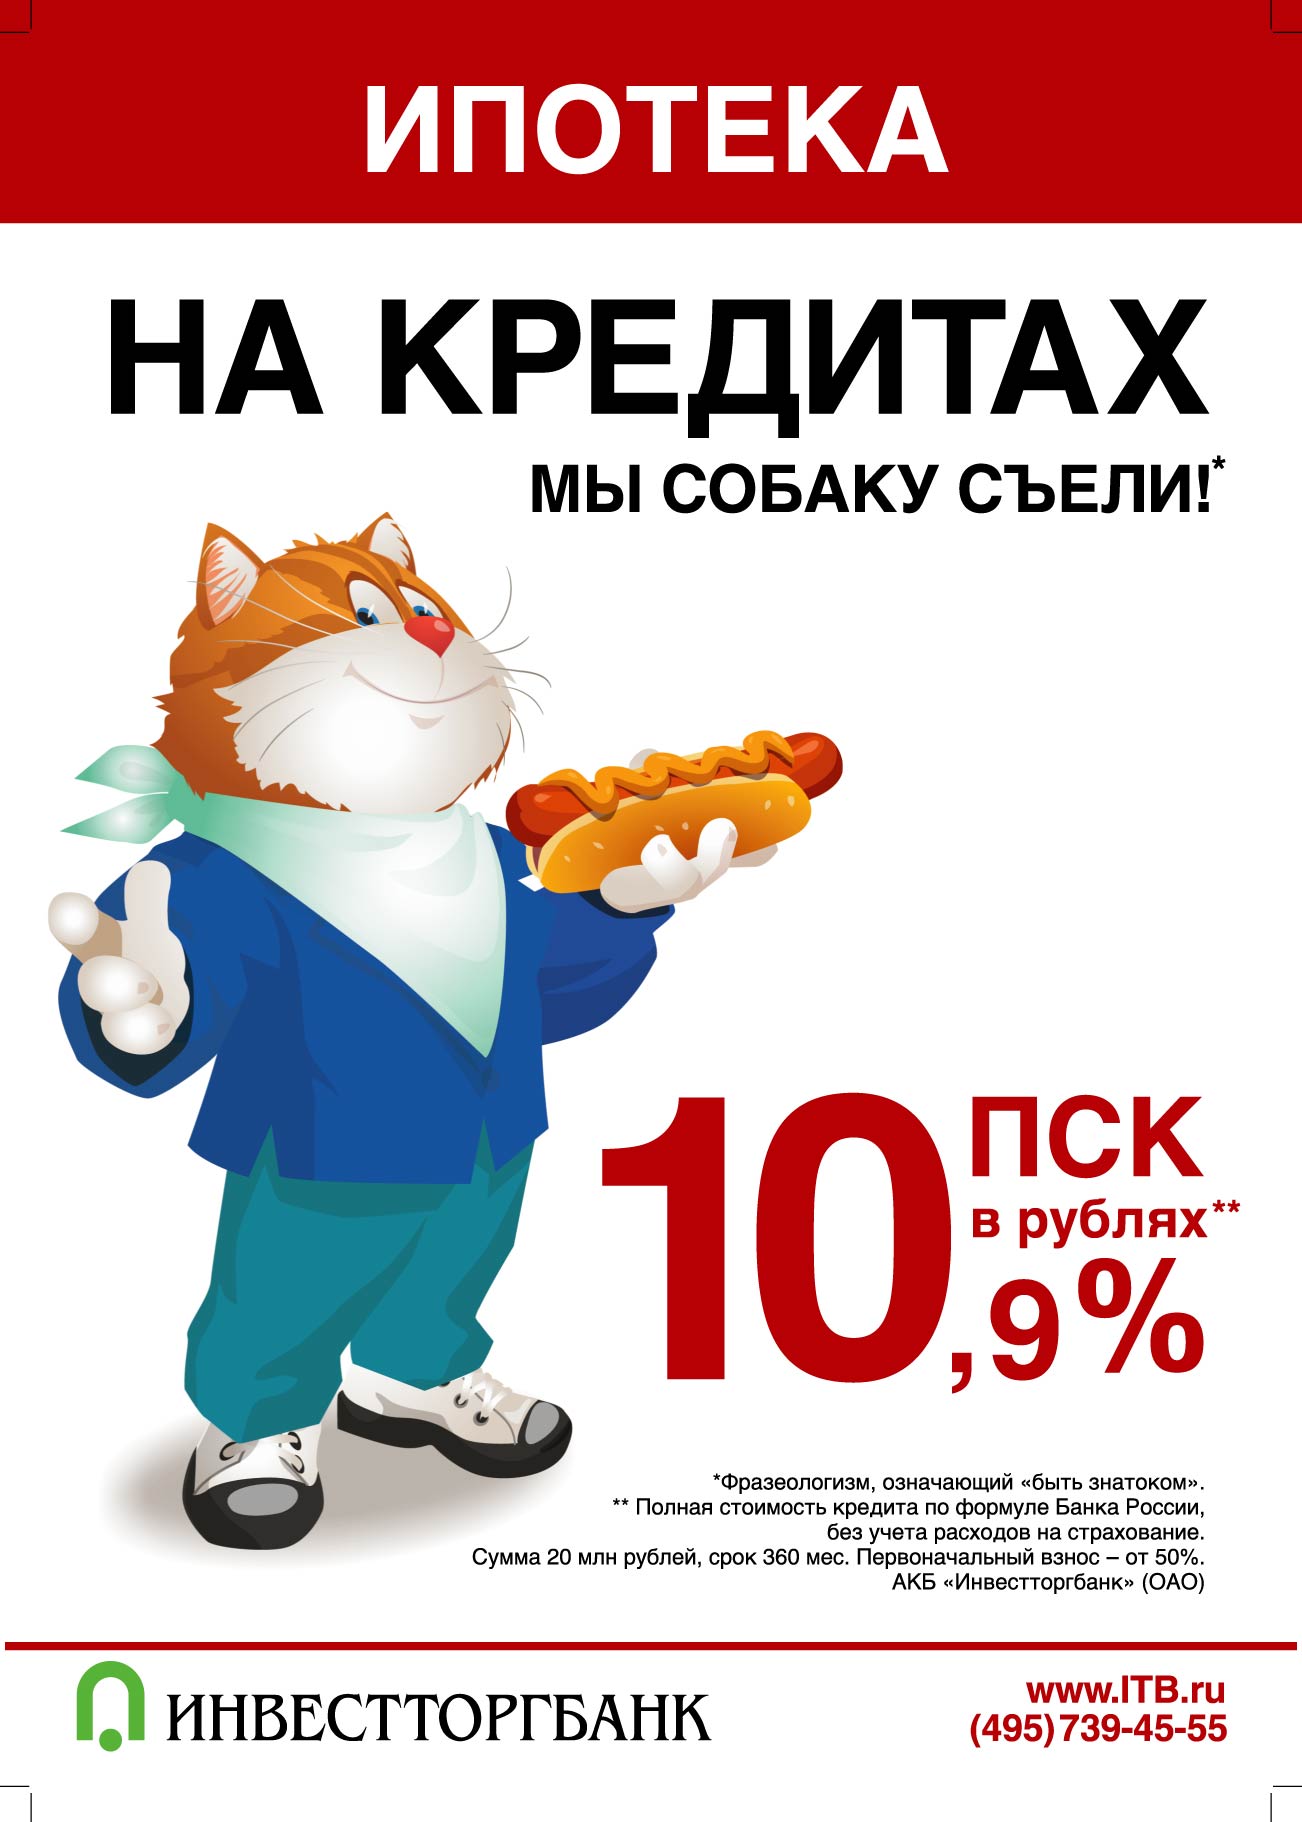 ИПОТЕКА
НА КРЕДИТАХ
МЫ СОБАКУ СЪЕЛИ!*
10,9%
ПСК
в рублях**
*Фразеологизм, означающий «быть знатоком».
** Полная стоимость кредита по формуле Банка России,
без учета расходов на страхование.
Сумма 20 млн рублей, срок 360 мес. Первоначальный взнос – от 50%.
АКБ «Инвестторгбанк» (ОАО)
ИНВЕСТТОРГБАНК
www.ITB.ru
(495)739-45-55